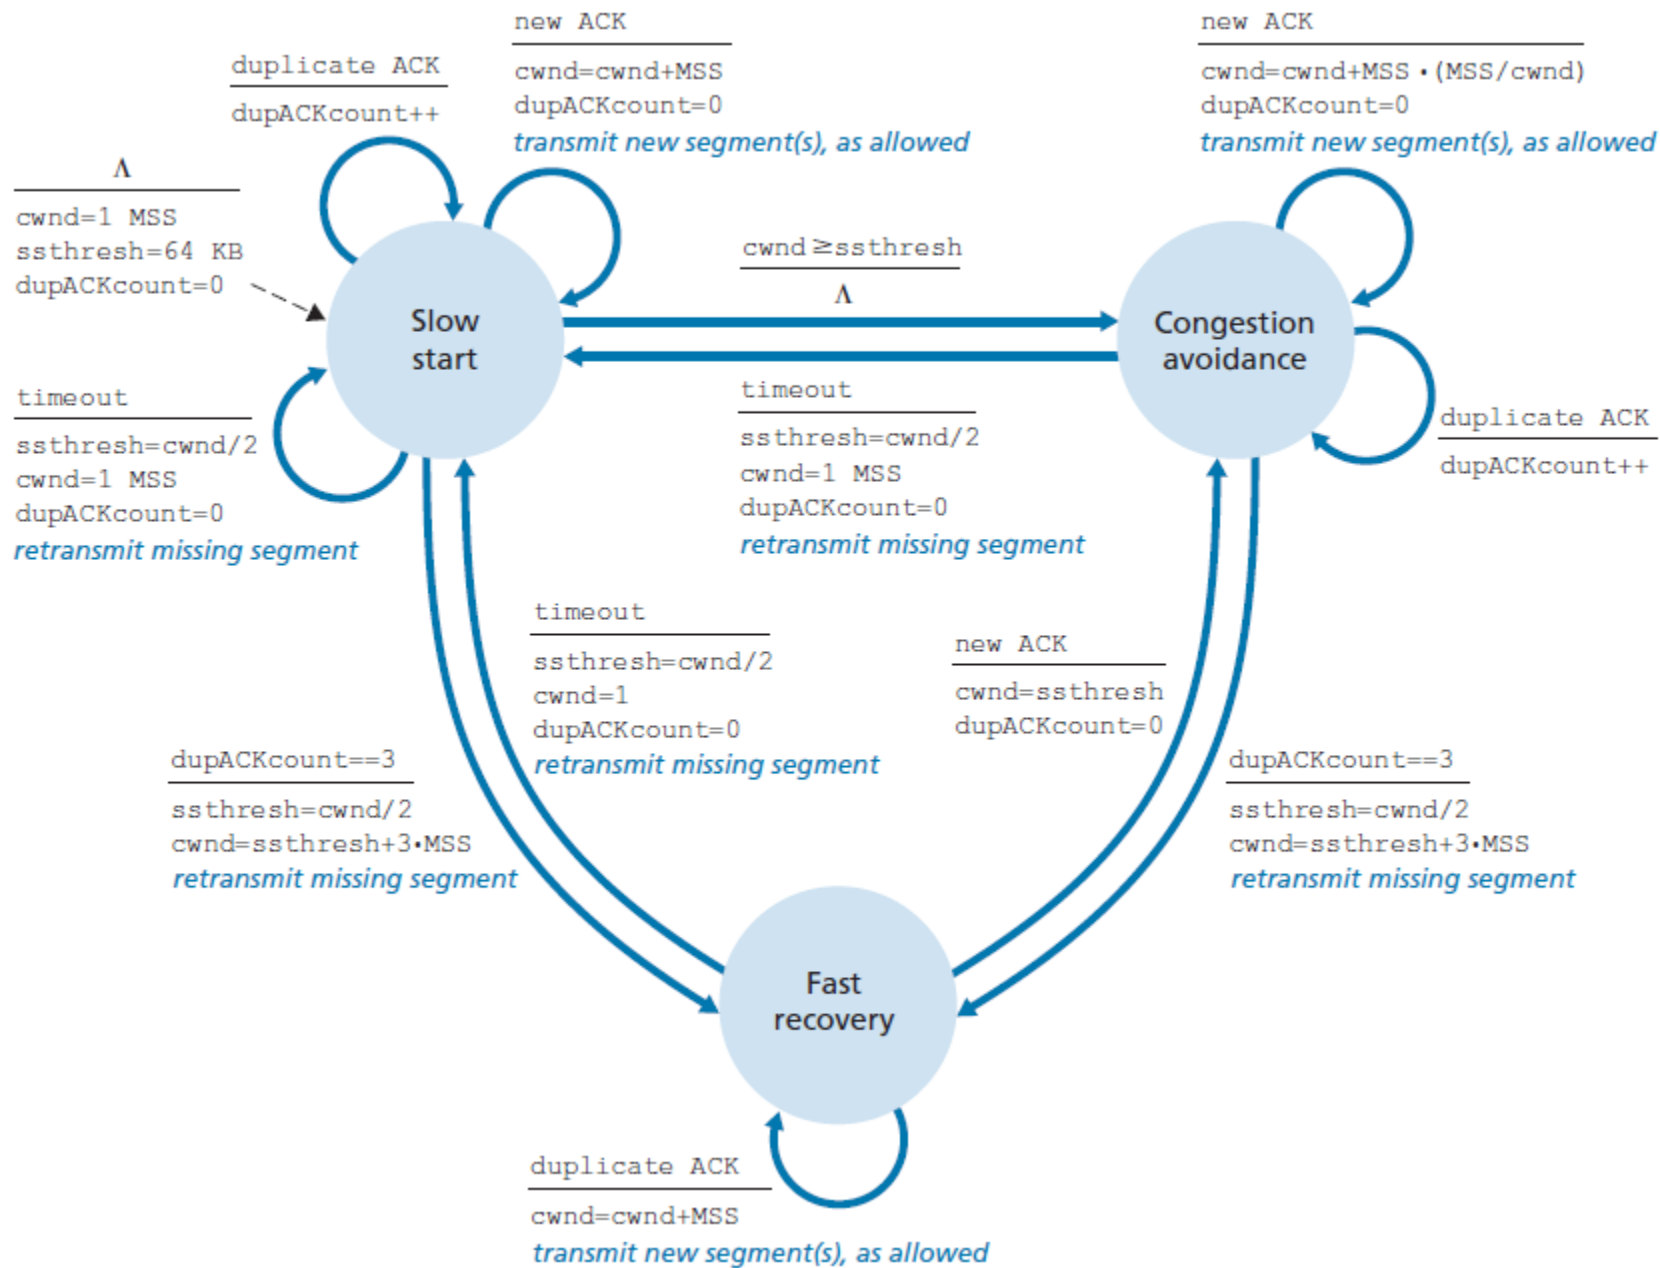 new ACK
cwnd=cwnd+MSS
dupACKcount=0
transmit new segment(s), as allowed
new ACK
cwnd=cwnd+MSS •(MSS/cwnd)
dupACKcount=0
transmit new segment(s), as allowed
duplicate ACK
dupACKcount++
Λ
cwnd=1 MSS
ssthresh=64 KB
dupACKcount=0
cwnd≥ssthresh
Λ
Slow
start
Congestion
avoidance
timeout
ssthresh=cwnd/2
cwnd=1 MSS
dupACKcount=0
retransmit missing segment
timeout
ssthresh=cwnd/2
cwnd=1 MSS
dupACKcount=0
retransmit missing segment
duplicate ACK
dupACKcount++
timeout
ssthresh=cwnd/2
cwnd=1
dupACKcount=0
retransmit missing segment
new ACK
cwnd=ssthresh
dupACKcount=0
dupACKcount==3
ssthresh=cwnd/2
cwnd=ssthresh+3•MSS
retransmit missing segment
dupACKcount==3
ssthresh=cwnd/2
cwnd=ssthresh+3•MSS
retransmit missing segment
Fast
recovery
duplicate ACK
cwnd=cwnd+MSS
transmit new segment(s), as allowed